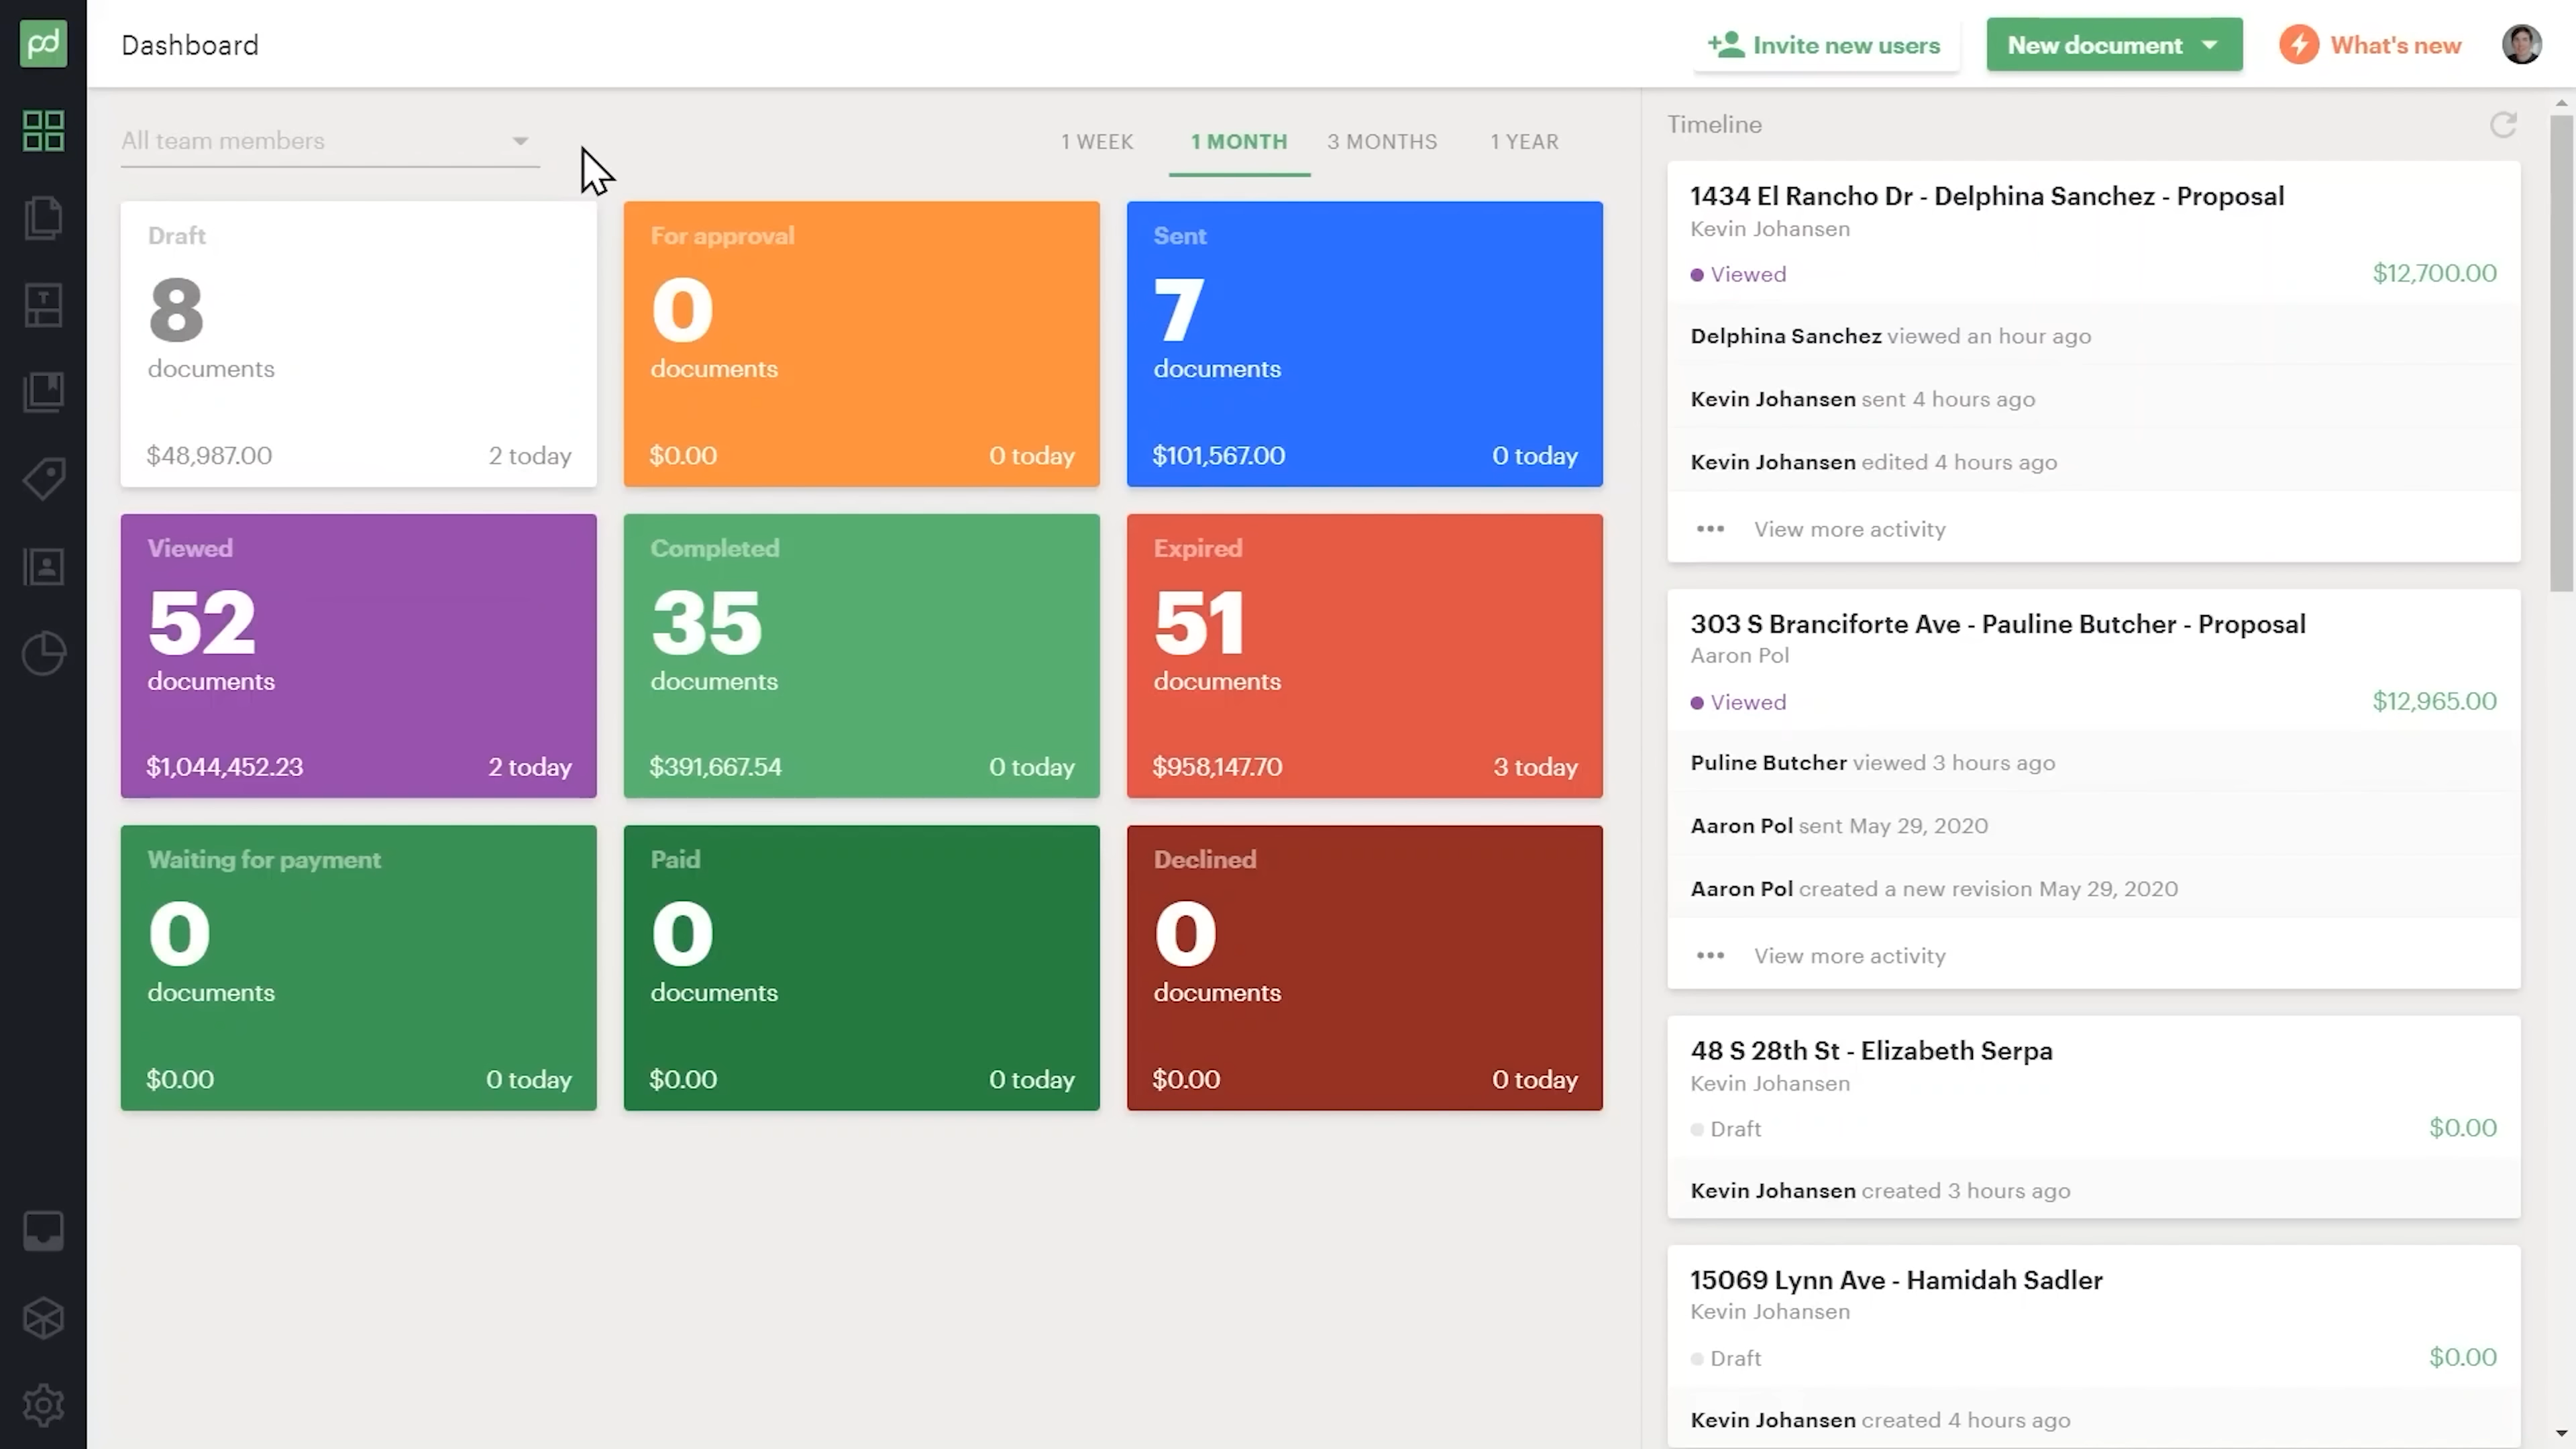 pd
Dashboard
Invite new users
New document
What's new
All team members
1 WEEK
1 MONTH
3 MONTHS
1 YEAR
Draft
8
documents
$48,987.00
2 today
For approval
0
documents
$0.00
0 today
Sent
7
documents
$101,567.00
0 today
Viewed
52
documents
$1,044,452.23
2 today
Completed
35
documents
$391,667.54
0 today
Expired
51
documents
$958,147.70
3 today
Waiting for payment
0
documents
$0.00
0 today
Paid
0
documents
$0.00
0 today
Declined
0
documents
$0.00
0 today
Timeline
1434 El Rancho Dr - Delphina Sanchez - Proposal
Kevin Johansen
Viewed
$12,700.00
Delphina Sanchez viewed an hour ago
Kevin Johansen sent 4 hours ago
Kevin Johansen edited 4 hours ago
View more activity
303 S Branciforte Ave - Pauline Butcher - Proposal
Aaron Pol
Viewed
$12,965.00
Puline Butcher viewed 3 hours ago
Aaron Pol sent May 29, 2020
Aaron Pol created a new revision May 29, 2020
View more activity
48 S 28th St - Elizabeth Serpa
Kevin Johansen
Draft
$0.00
Kevin Johansen created 3 hours ago
15069 Lynn Ave - Hamidah Sadler
Kevin Johansen
Draft
$0.00
Kevin Johansen created 4 hours ago